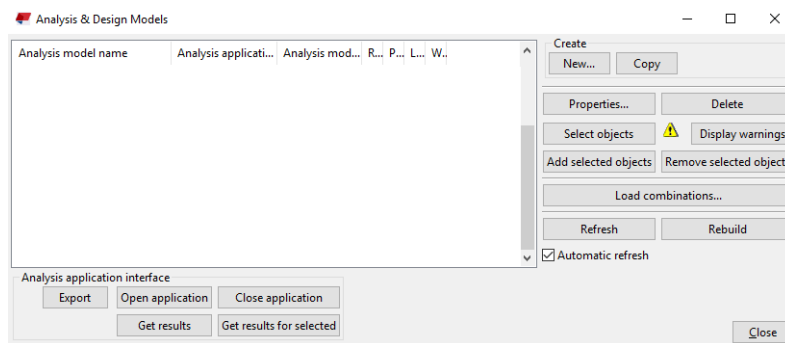 Analysis & Design Models
Analysis model name Analysis applicati... Analysis mod... R... P... L... W..
Create
New... Copy
Properties... Delete
Select objects Display warnings
Add selected objects Remove selected object
Load combinations...
Refresh Rebuild
Automatic refresh
Analysis application interface
Export Open application Close application
Get results Get results for selected
Close